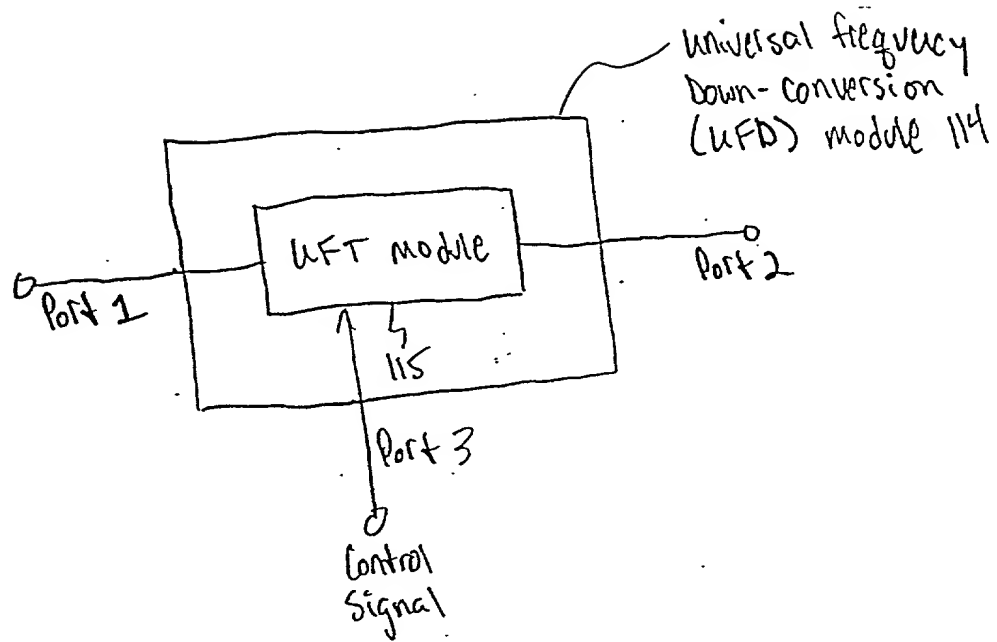 universal frequency
Down-conversion
(UFD) module 114
UFT module
Port 1
Port 2
115
Port 3
Control
Signal